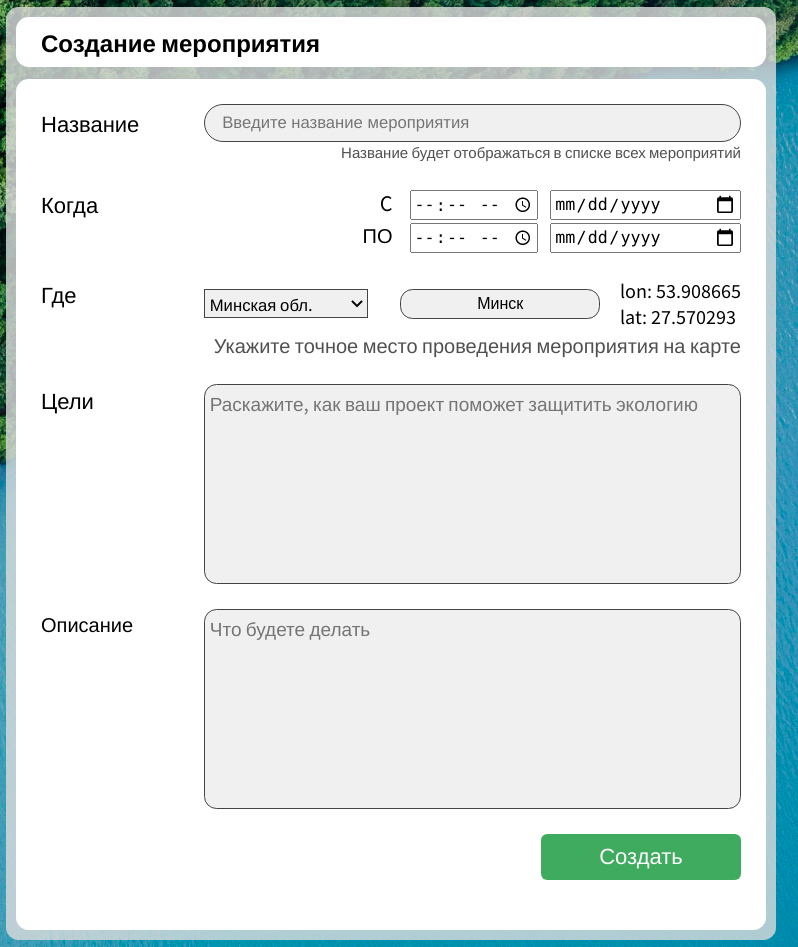 Создание мероприятия
Название
Введите название мероприятия
Название будет отображаться в списке всех мероприятий
Когда
С --:-- -- mm/dd/yyyy
ПО --:-- -- mm/dd/yyyy
Где
Минская обл.
Минск
lon: 53.908665
lat: 27.570293
Укажите точное место проведения мероприятия на карте
Цели
Раскажите, как ваш проект поможет защитить экологию
Описание
Что будете делать
Создать